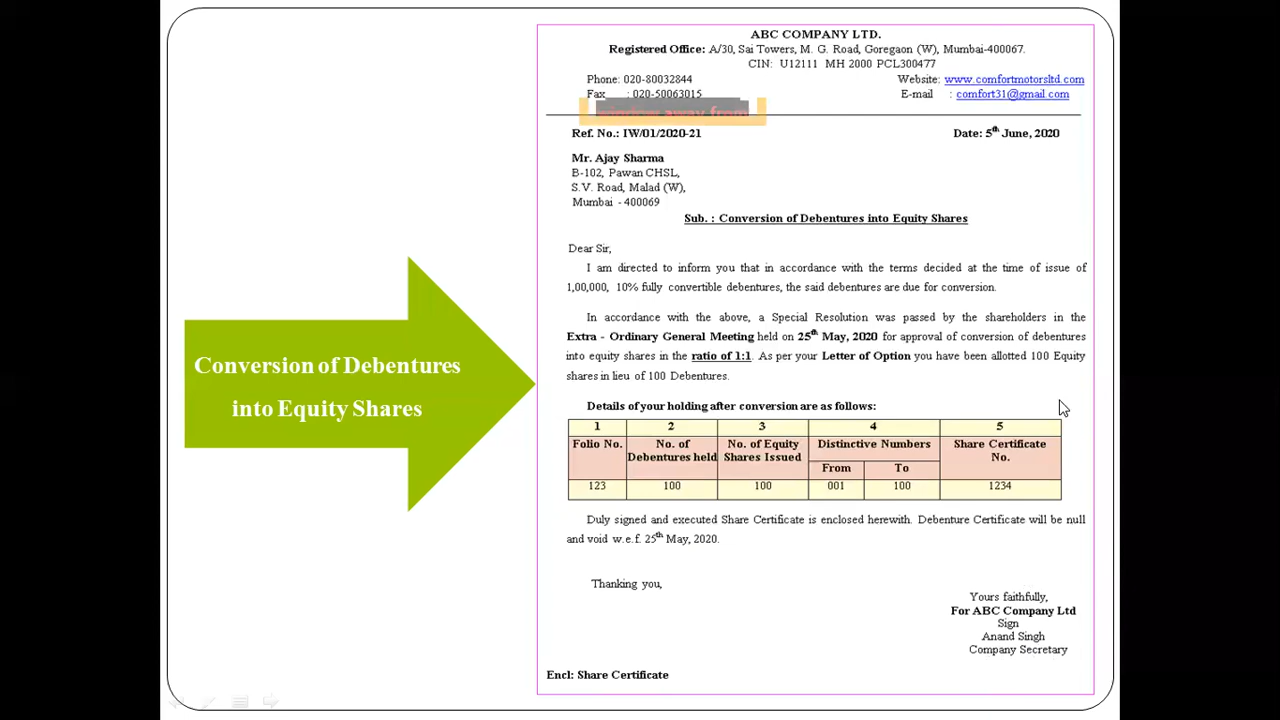 Conversion of Debentures
into Equity Shares
ABC COMPANY LTD.
Registered Office: A/30, Sai Towers, M. G. Road, Goregaon (W), Mumbai-400067.
CIN: U12111 MH 2000 PCL300477
Phone: 020-80032844 Website: www.comfortmotorsltd.com
Fax : 020-50063015 E-mail : comfort31@gmail.com
away from
Ref. No.: IW/01/2020-21 Date: 5th June, 2020
Mr. Ajay Sharma
B-102, Pawan CHSL,
S.V. Road, Malad (W),
Mumbai - 400069
Sub. : Conversion of Debentures into Equity Shares
Dear Sir,
I am directed to inform you that in accordance with the terms decided at the time of issue of
1,00,000, 10% fully convertible debentures, the said debentures are due for conversion.
In accordance with the above, a Special Resolution was passed by the shareholders in the
Extra - Ordinary General Meeting held on 25th May, 2020 for approval of conversion of debentures
into equity shares in the ratio of 1:1. As per your Letter of Option you have been allotted 100 Equity
shares in lieu of 100 Debentures.
Details of your holding after conversion are as follows:
1 2 3 4 5
Folio No. No. of No. of Equity Distinctive Numbers Share Certificate
Debentures held Shares Issued No.
From To
123 100 100 001 100 1234
Duly signed and executed Share Certificate is enclosed herewith. Debenture Certificate will be null
and void w.e.f. 25th May, 2020.
Thanking you,
Yours faithfully,
For ABC Company Ltd
Sign
Anand Singh
Company Secretary
Encl: Share Certificate